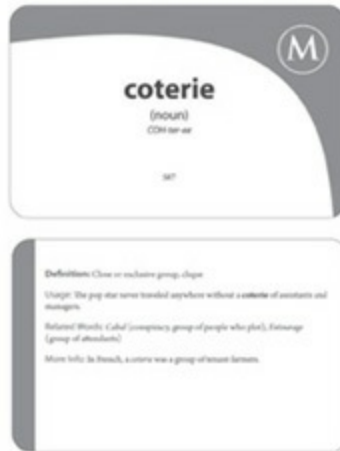 M
coterie
(noun)
COH-ter-ee
587
Definition: Close or exclusive group, clique
Usage: The pop star never traveled anywhere without a coterie of assistants and
managers.
Related Words: Cabal (conspiracy, group of people who plot), Entourage
(group of attendants)
More Info: In French, a coterie was a group of tenant farmers.